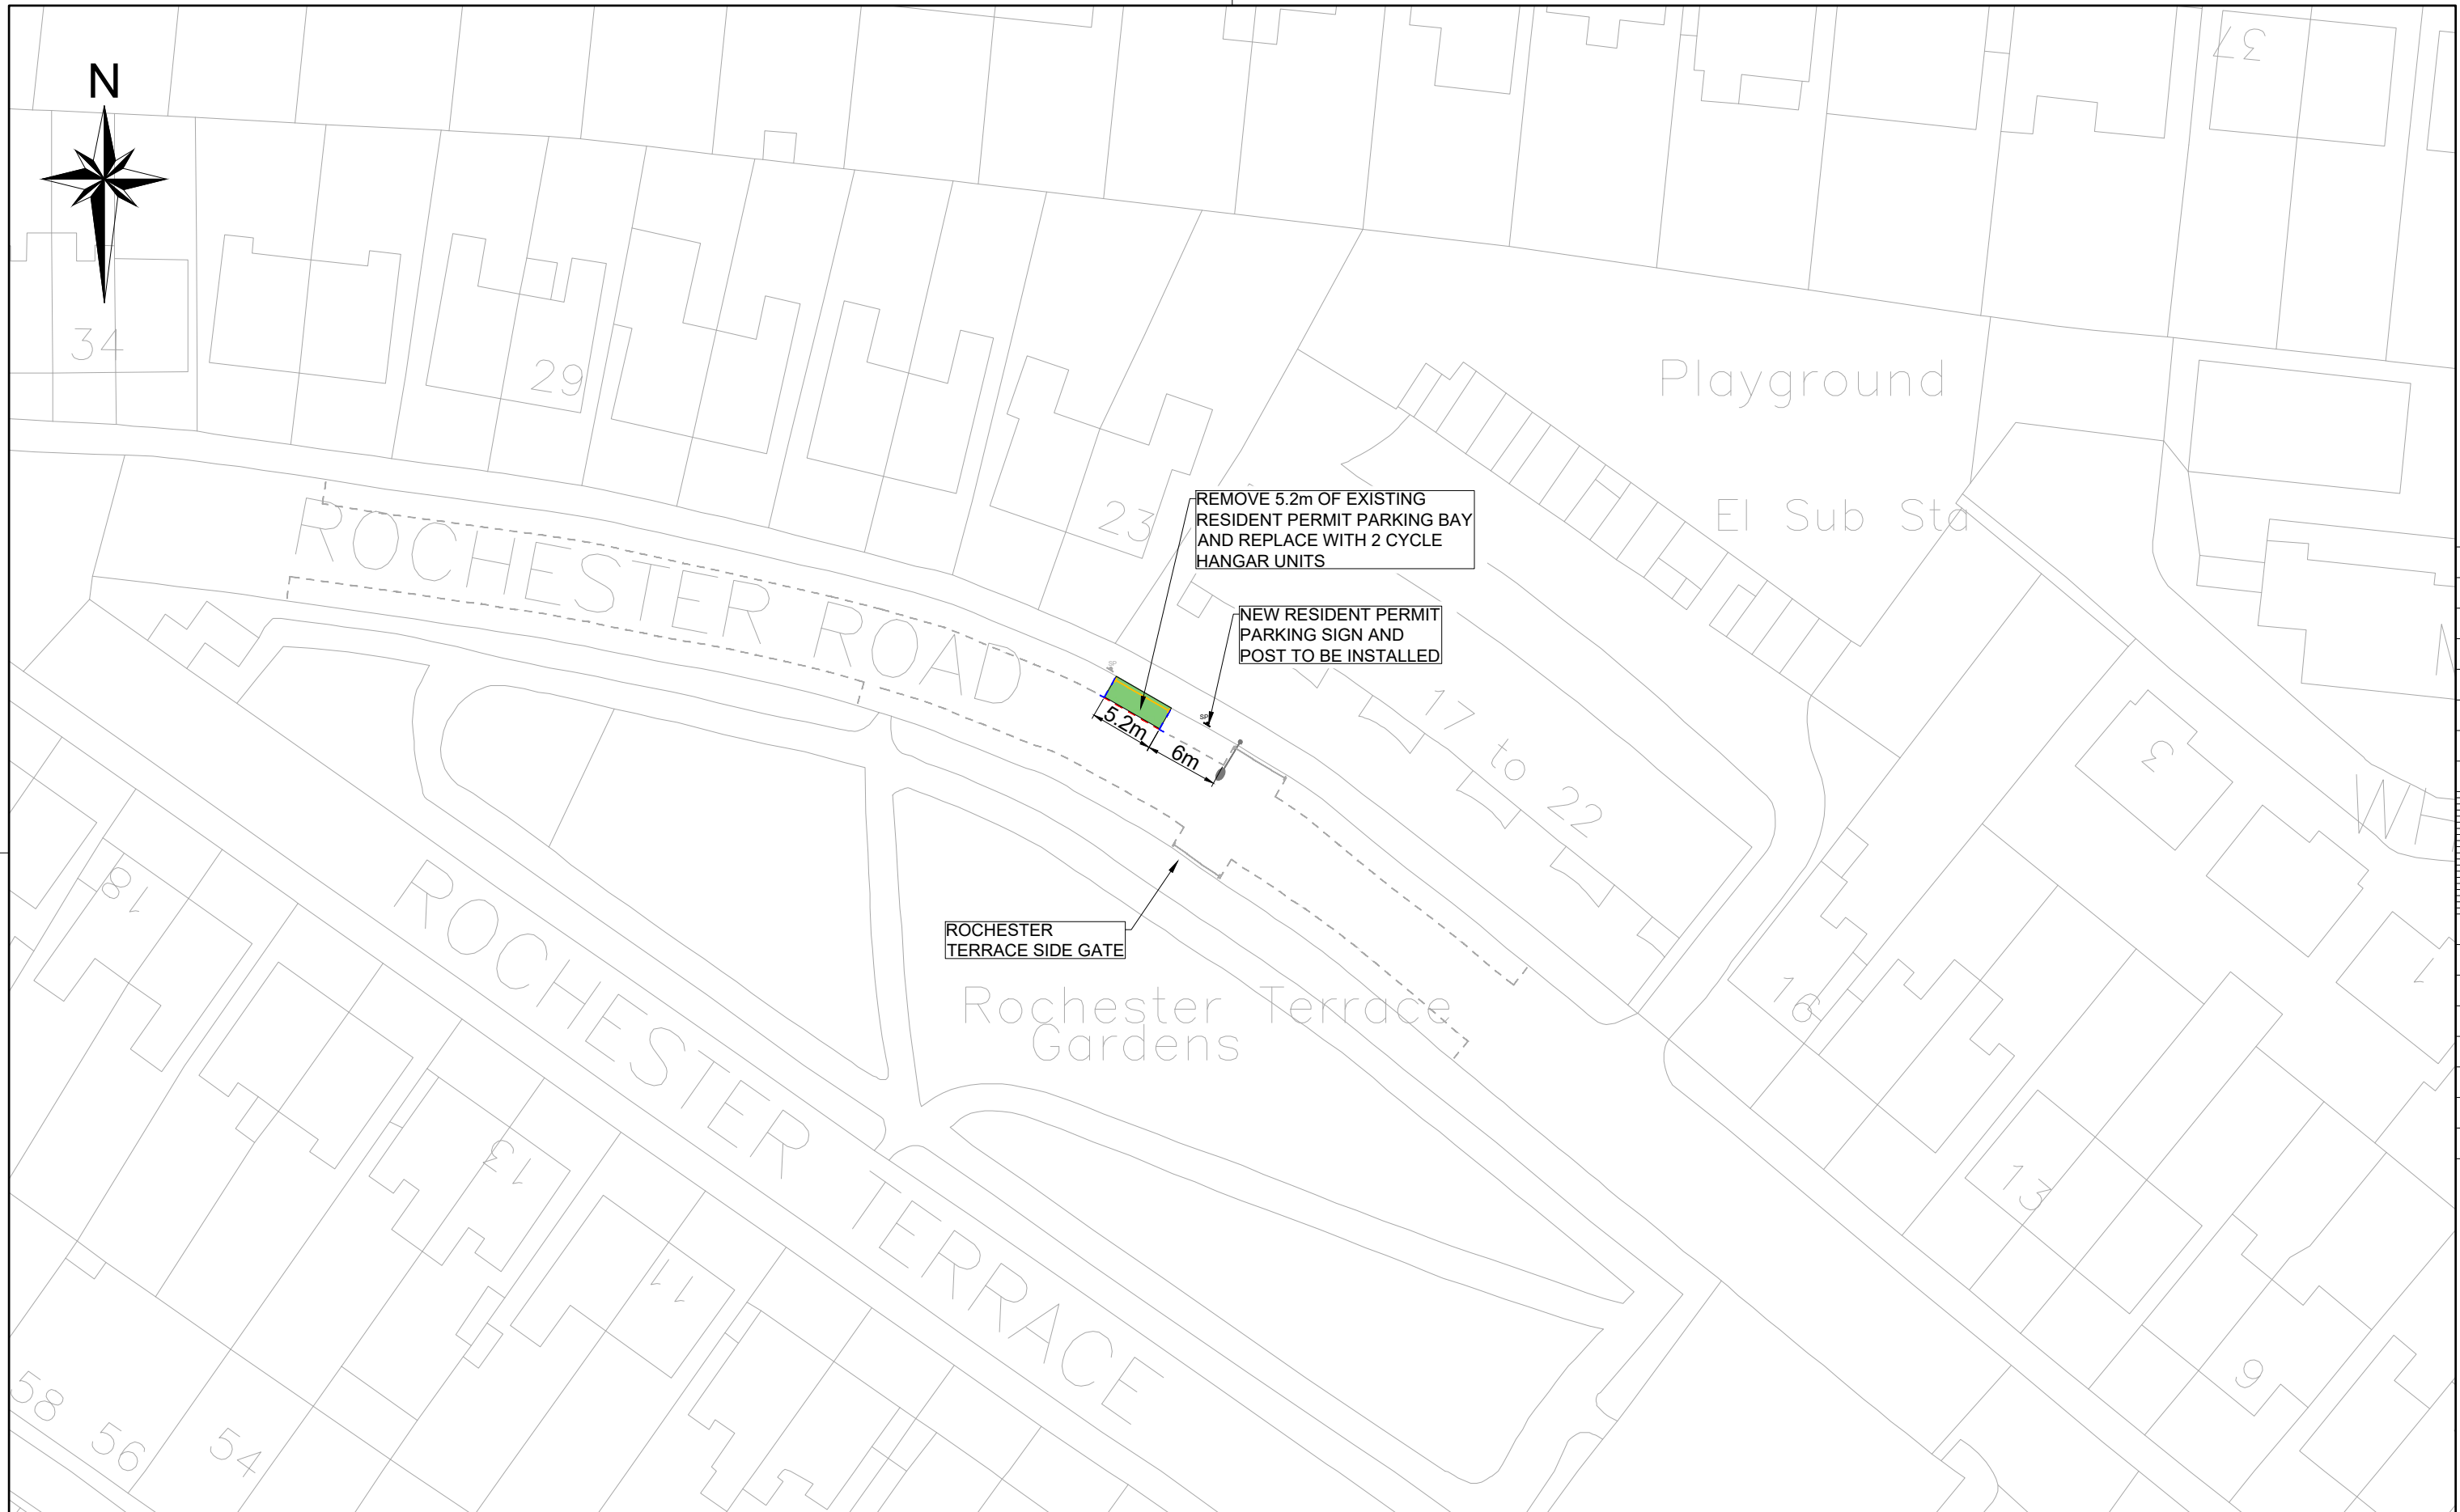 N
37
34
29
Playground
23
REMOVE 5.2m OF EXISTING
RESIDENT PERMIT PARKING BAY
AND REPLACE WITH 2 CYCLE
HANGAR UNITS
El Sub Sta
ROCHESTER ROAD
NEW RESIDENT PERMIT
PARKING SIGN AND
POST TO BE INSTALLED
SP
SP
5.2m
6m
17 to 22
3
18
ROCHESTER
TERRACE SIDE GATE
ROCHESTER TERRACE
Rochester Terrace
Gardens
16
1
13
13
11
9
58
56
54